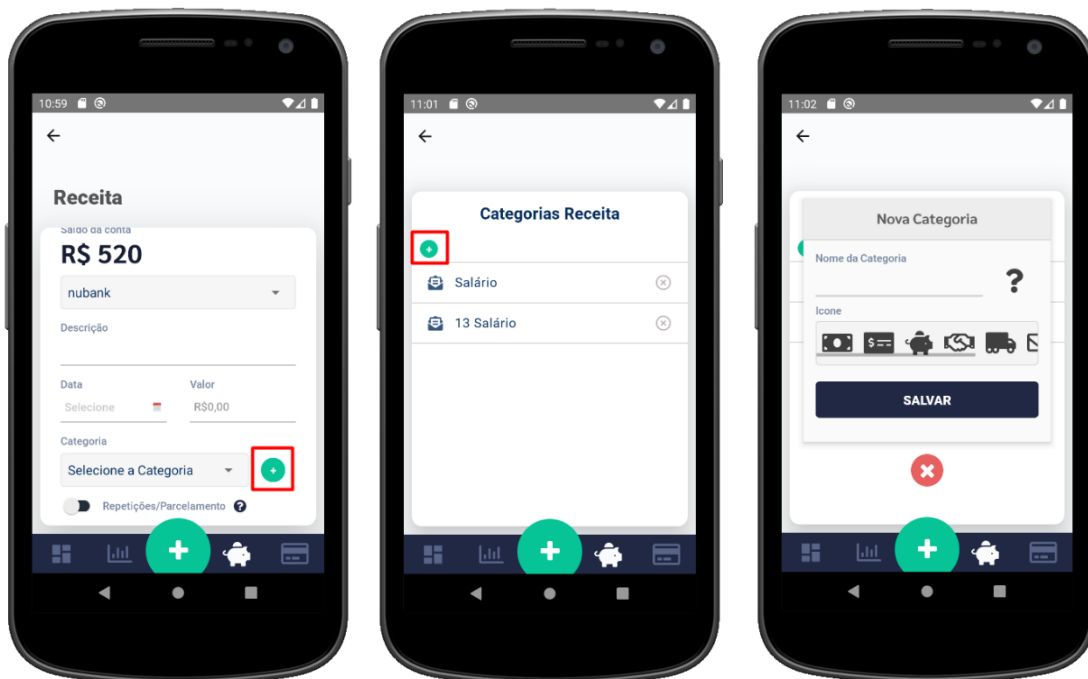 10:59
Receita
Saldo da conta
R$ 520
nubank
Descrição
Data Valor
Selecione R$0,00
Categoria
Selecione a Categoria +
Repetições/Parcelamento ?
+
11:01
Categorias Receita
+
Salário
13 Salário
+
11:02
Nova Categoria
Nome da Categoria
?
Icone
SALVAR
+